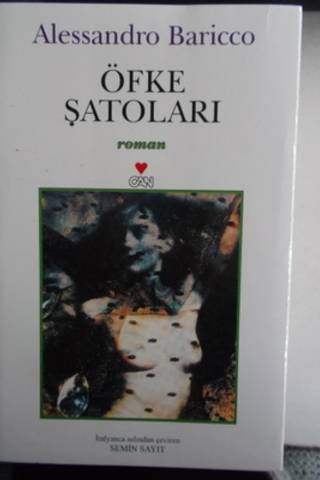 Alessandro Baricco
ÖFKE
ŞATOLARI
roman
CAN
İtalyanca aslından çeviren
SEMİN SAYIT